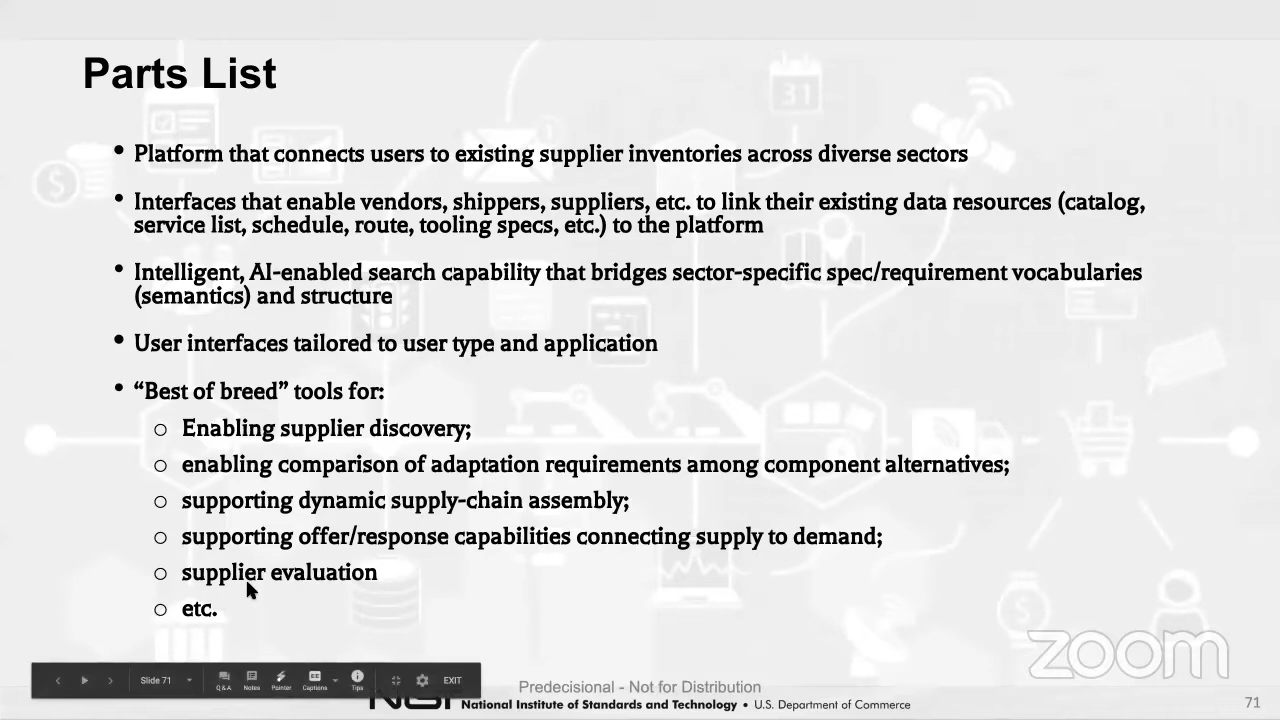 Parts List
• Platform that connects users to existing supplier inventories across diverse sectors
• Interfaces that enable vendors, shippers, suppliers, etc. to link their existing data resources (catalog,
service list, schedule, route, tooling specs, etc.) to the platform
• Intelligent, AI-enabled search capability that bridges sector-specific spec/requirement vocabularies
(semantics) and structure
• User interfaces tailored to user type and application
• “Best of breed” tools for:
○ Enabling supplier discovery;
○ enabling comparison of adaptation requirements among component alternatives;
○ supporting dynamic supply-chain assembly;
○ supporting offer/response capabilities connecting supply to demand;
○ supplier evaluation
○ etc.
31
zoom
Slide 71
Q&A Notes Pointer Captions Tips EXIT
Predecisional - Not for Distribution
National Institute of Standards and Technology • U.S. Department of Commerce
71